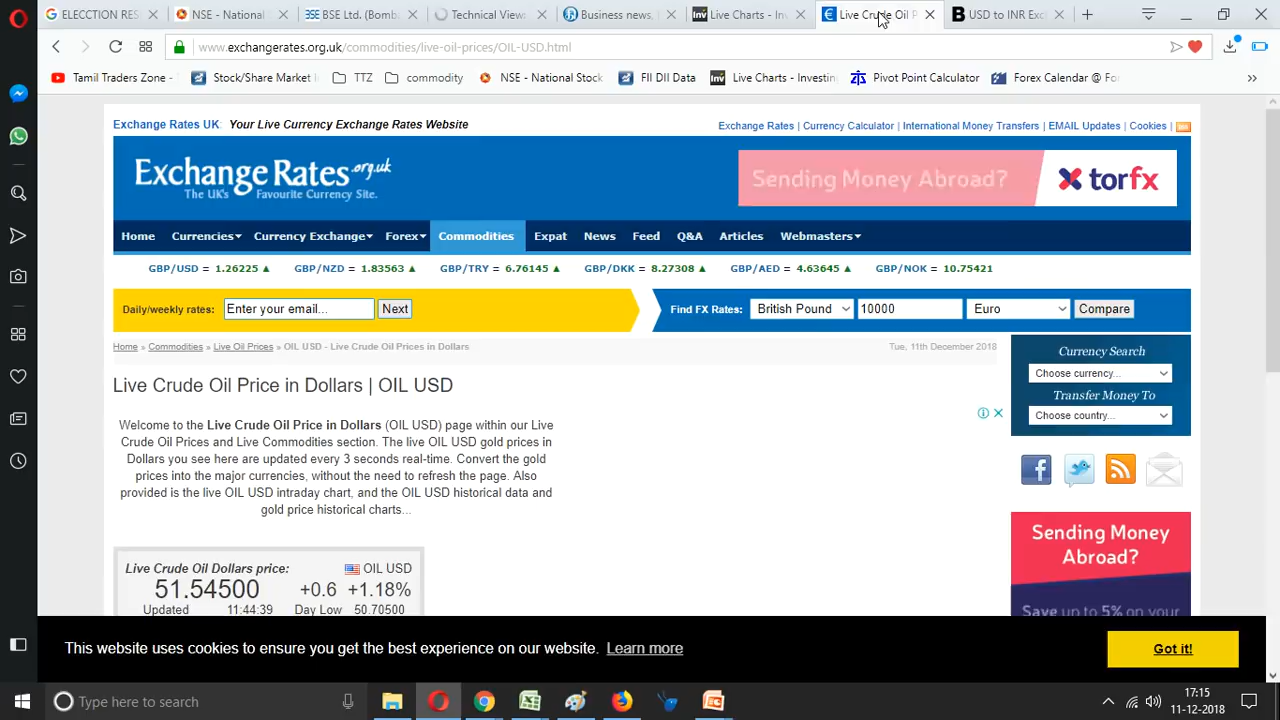 ELECCTION RES
NSE - National
BSE Ltd. (Bomb
Technical View
Business news,
Live Charts - Inv
Live Crude Oil P
USD to INR Exc
www.exchangerates.org.uk/commodities/live-oil-prices/OIL-USD.html
Tamil Traders Zone -
Stock/Share Market
TTZ
commodity
NSE - National Stock
FII DII Data
Live Charts - Investing
Pivot Point Calculator
Forex Calendar @ Fo
Exchange Rates UK: Your Live Currency Exchange Rates Website
Exchange Rates | Currency Calculator | International Money Transfers | EMAIL Updates | Cookies |
Exchange Rates.org.uk
The UK's Favourite Currency Site.
Sending Money Abroad?
torfx
Home
Currencies
Currency Exchange
Forex
Commodities
Expat
News
Feed
Q&A
Articles
Webmasters
GBP/USD = 1.26225 ▲
GBP/NZD = 1.83563 ▲
GBP/TRY = 6.76145 ▲
GBP/DKK = 8.27308 ▲
GBP/AED = 4.63645 ▲
GBP/NOK = 10.75421
Daily/weekly rates:
Enter your email...
Next
Find FX Rates:
British Pound
10000
Euro
Compare
Home » Commodities » Live Oil Prices » OIL USD - Live Crude Oil Prices in Dollars
Tue, 11th December 2018
Currency Search
Choose currency...
Transfer Money To
Choose country...
Live Crude Oil Price in Dollars | OIL USD
Welcome to the Live Crude Oil Price in Dollars (OIL USD) page within our Live
Crude Oil Prices and Live Commodities section. The live OIL USD gold prices in
Dollars you see here are updated every 3 seconds real-time. Convert the gold
prices into the major currencies, without the need to refresh the page. Also
provided is the live OIL USD intraday chart, and the OIL USD historical data and
gold price historical charts...
Sending Money
Abroad?
Save up to 5% on your
Live Crude Oil Dollars price:
OIL USD
51.54500
+0.6
+1.18%
Updated
11:44:39
Day Low
50.70500
This website uses cookies to ensure you get the best experience on our website. Learn more
Got it!
Type here to search
17:15
11-12-2018